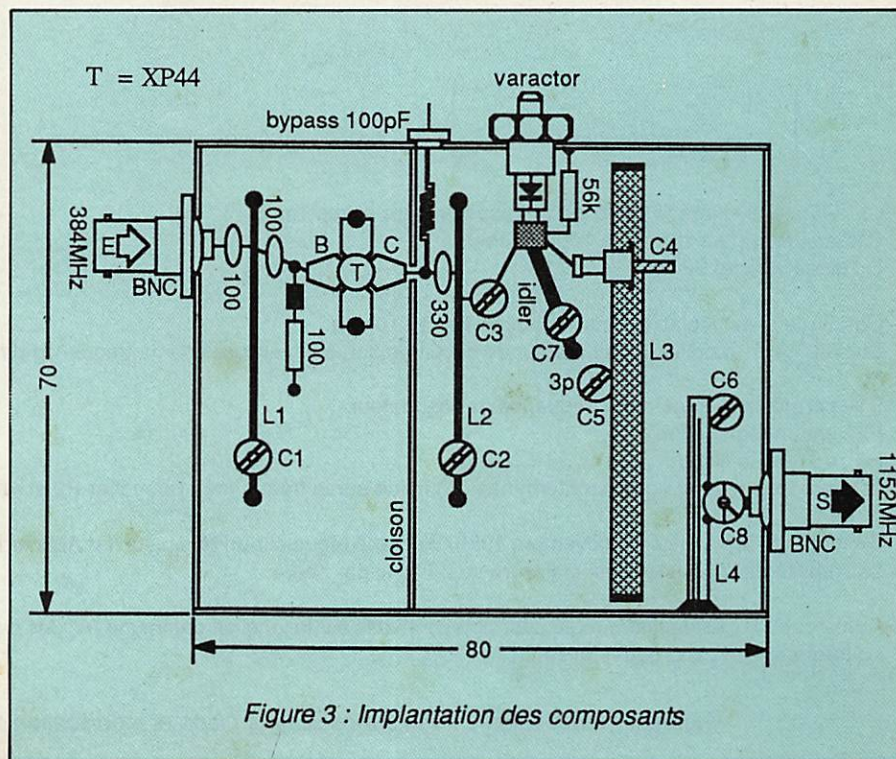 T = XP44
varactor
bypass 100pF
384MHz
E
BNC
100
100
B
T
C
100
56k
C4
330
C3
idler
C7
3p
C5
L3
C6
L1
C1
L2
C2
cloison
C8
L4
S
BNC
1152MHz
70
80
Figure 3 : Implantation des composants